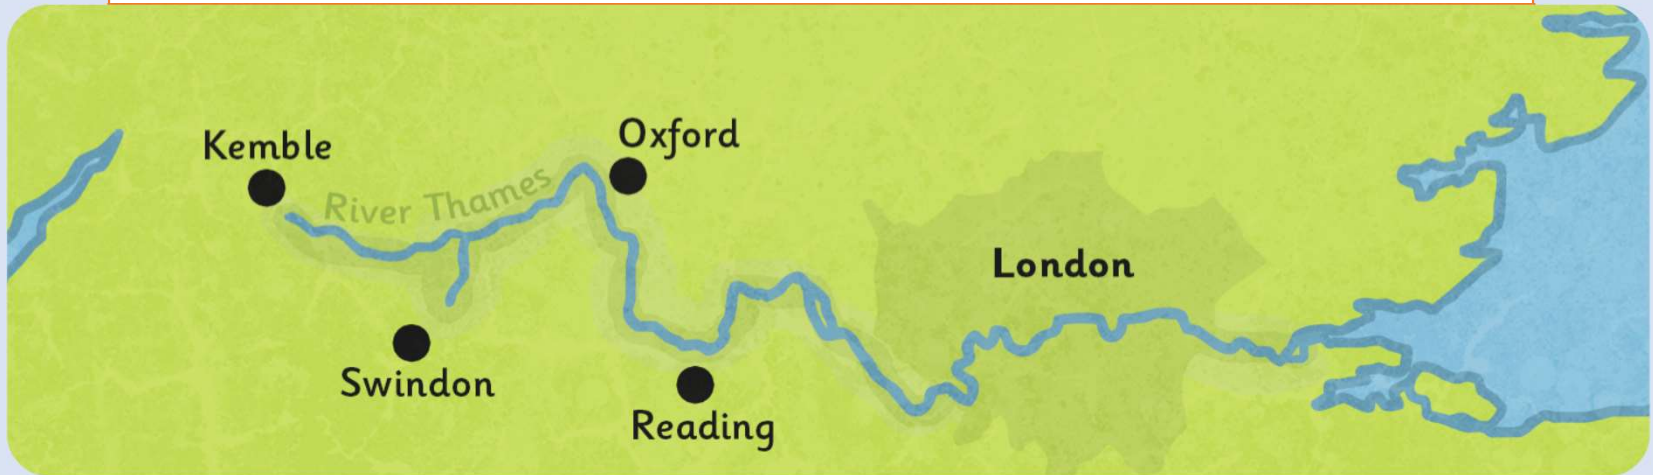 Kemble
Oxford
River Thames
London
Swindon
Reading